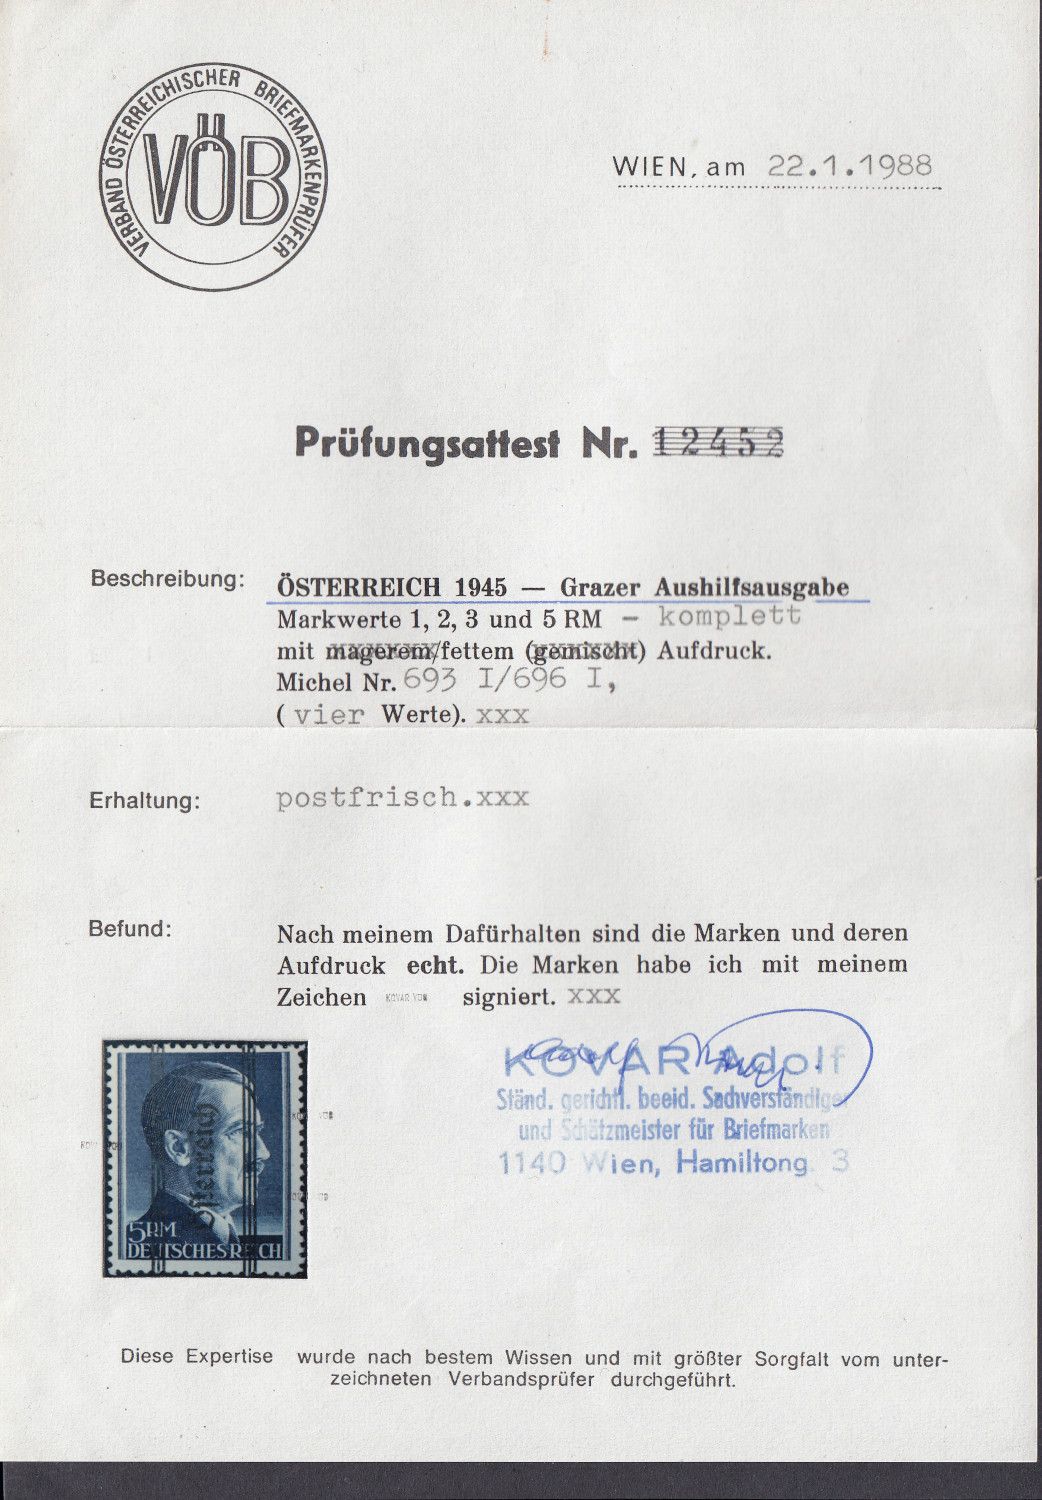 VERBAND ÖSTERREICHISCHER BRIEFMARKENPRÜFER
VÖB
WIEN, am 22.1.1988
Prüfungsattest Nr. 12452
Beschreibung:
ÖSTERREICH 1945 — Grazer Aushilfsausgabe
Markwerte 1, 2, 3 und 5 RM - komplett
mit magerem/fettem (gemischt) Aufdruck.
Michel Nr. 693 I/696 I,
( vier Werte). xxx
Erhaltung:
postfrisch.xxx
Befund:
Nach meinem Dafürhalten sind die Marken und deren
Aufdruck echt. Die Marken habe ich mit meinem
Zeichen KOVAR VÖB signiert. xxx
KOVAR Adolf
Ständ. gerichtl. beeid. Sachverständiger
und Schätzmeister für Briefmarken
1140 Wien, Hamiltong. 3
Österreich
5RM
DEUTSCHES REICH
Diese Expertise wurde nach bestem Wissen und mit größter Sorgfalt vom unter-
zeichneten Verbandsprüfer durchgeführt.